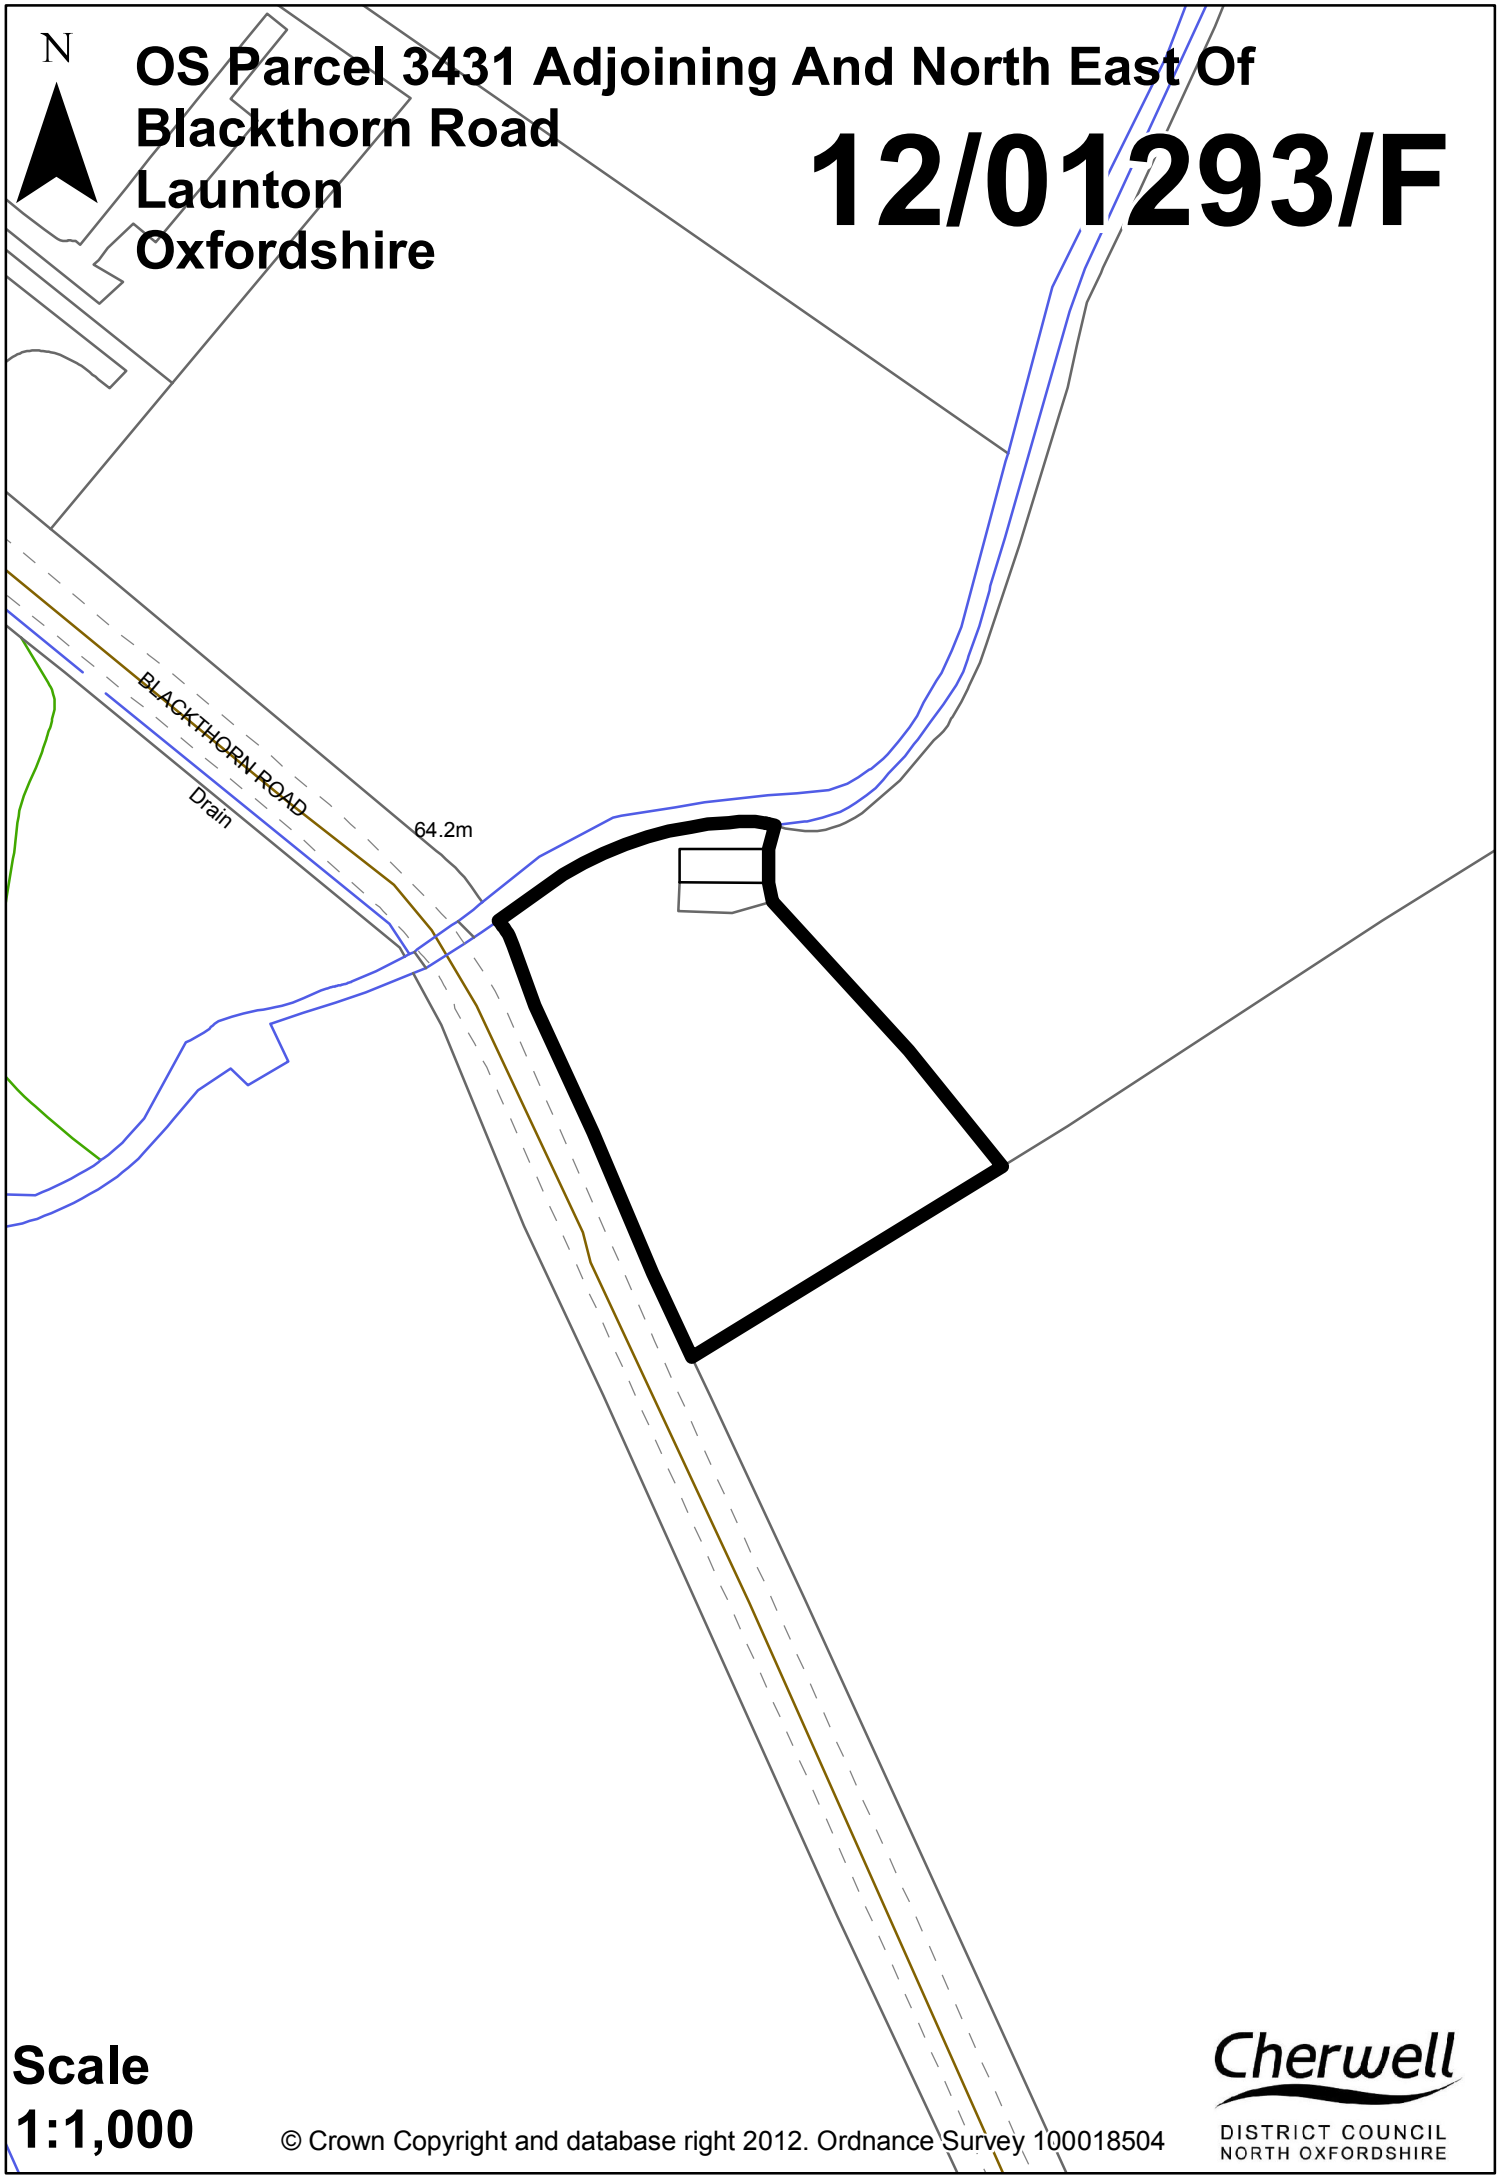 N
OS Parcel 3431 Adjoining And North East Of
Blackthorn Road
Launton
Oxfordshire
12/01293/F
BLACKTHORN ROAD
Drain
64.2m
Scale
1:1,000
© Crown Copyright and database right 2012. Ordnance Survey 100018504
Cherwell
DISTRICT COUNCIL
NORTH OXFORDSHIRE